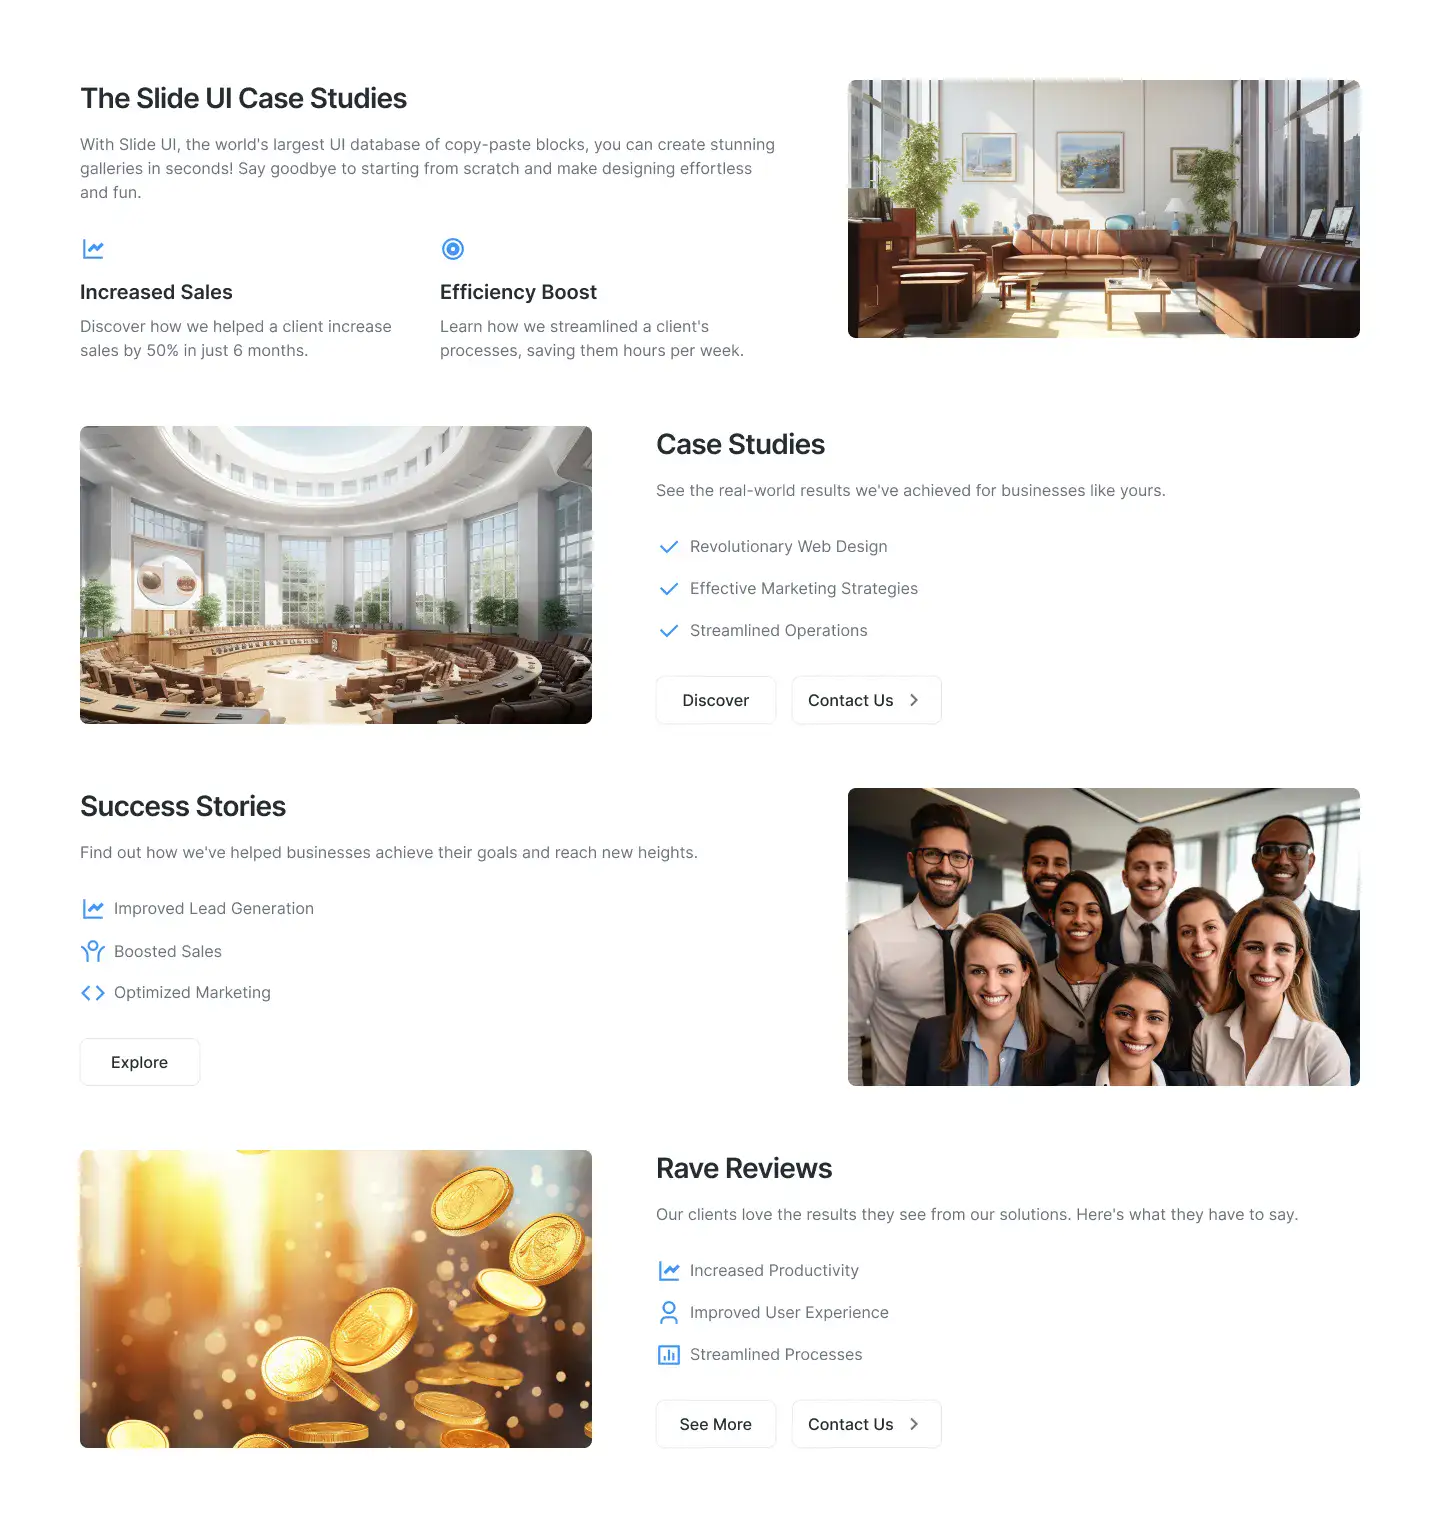 The Slide UI Case Studies
With Slide UI, the world's largest UI database of copy-paste blocks, you can create stunning
galleries in seconds! Say goodbye to starting from scratch and make designing effortless
and fun.
Increased Sales
Discover how we helped a client increase
sales by 50% in just 6 months.
Efficiency Boost
Learn how we streamlined a client's
processes, saving them hours per week.
Case Studies
See the real-world results we've achieved for businesses like yours.
Revolutionary Web Design
Effective Marketing Strategies
Streamlined Operations
Discover
Contact Us
Success Stories
Find out how we've helped businesses achieve their goals and reach new heights.
Improved Lead Generation
Boosted Sales
Optimized Marketing
Explore
Rave Reviews
Our clients love the results they see from our solutions. Here's what they have to say.
Increased Productivity
Improved User Experience
Streamlined Processes
See More
Contact Us